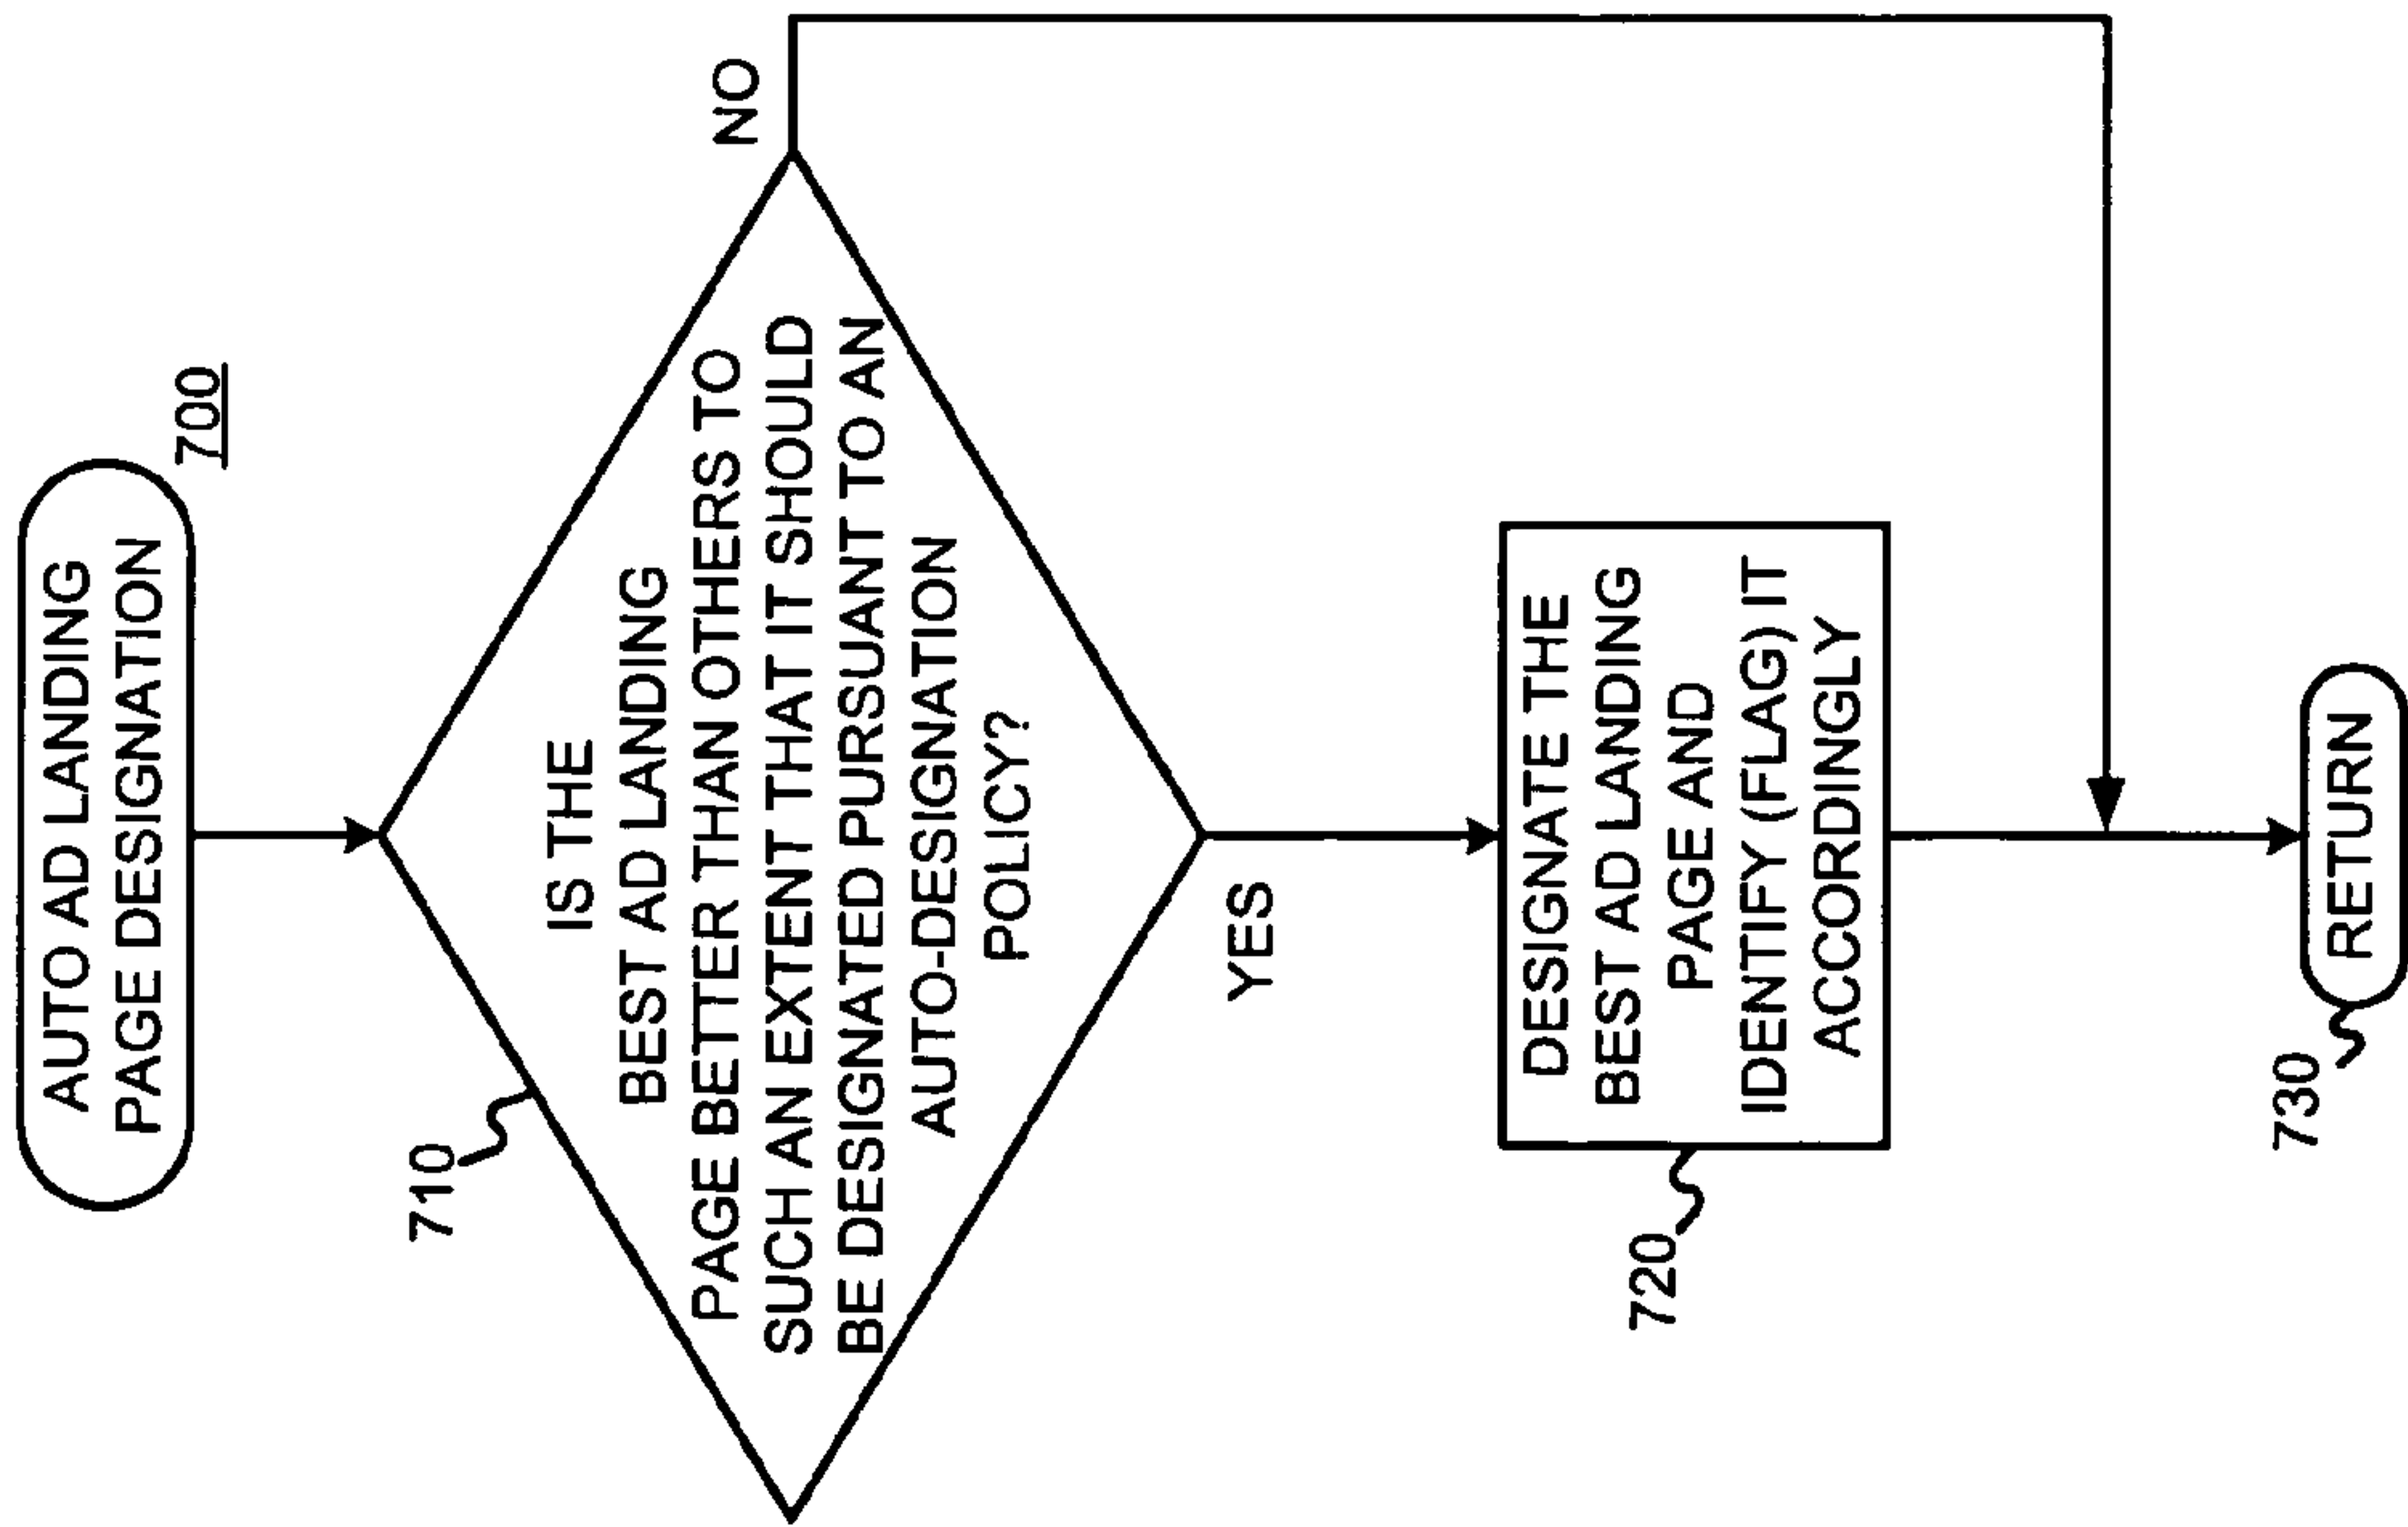 AUTO AD LANDING
PAGE DESIGNATION
700
710
IS THE
BEST AD LANDING
PAGE BETTER THAN OTHERS TO
SUCH AN EXTENT THAT IT SHOULD
BE DESIGNATED PURSUANT TO AN
AUTO-DESIGNATION
POLICY?
NO
YES
720
DESIGNATE THE
BEST AD LANDING
PAGE AND
IDENTIFY (FLAG) IT
ACCORDINGLY
730
RETURN